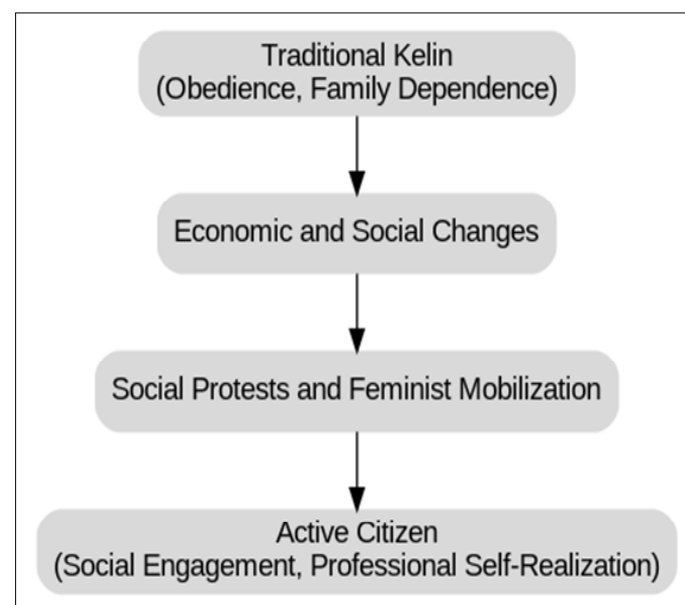 Traditional Kelin
(Obedience, Family Dependence)
Economic and Social Changes
Social Protests and Feminist Mobilization
Active Citizen
(Social Engagement, Professional Self-Realization)